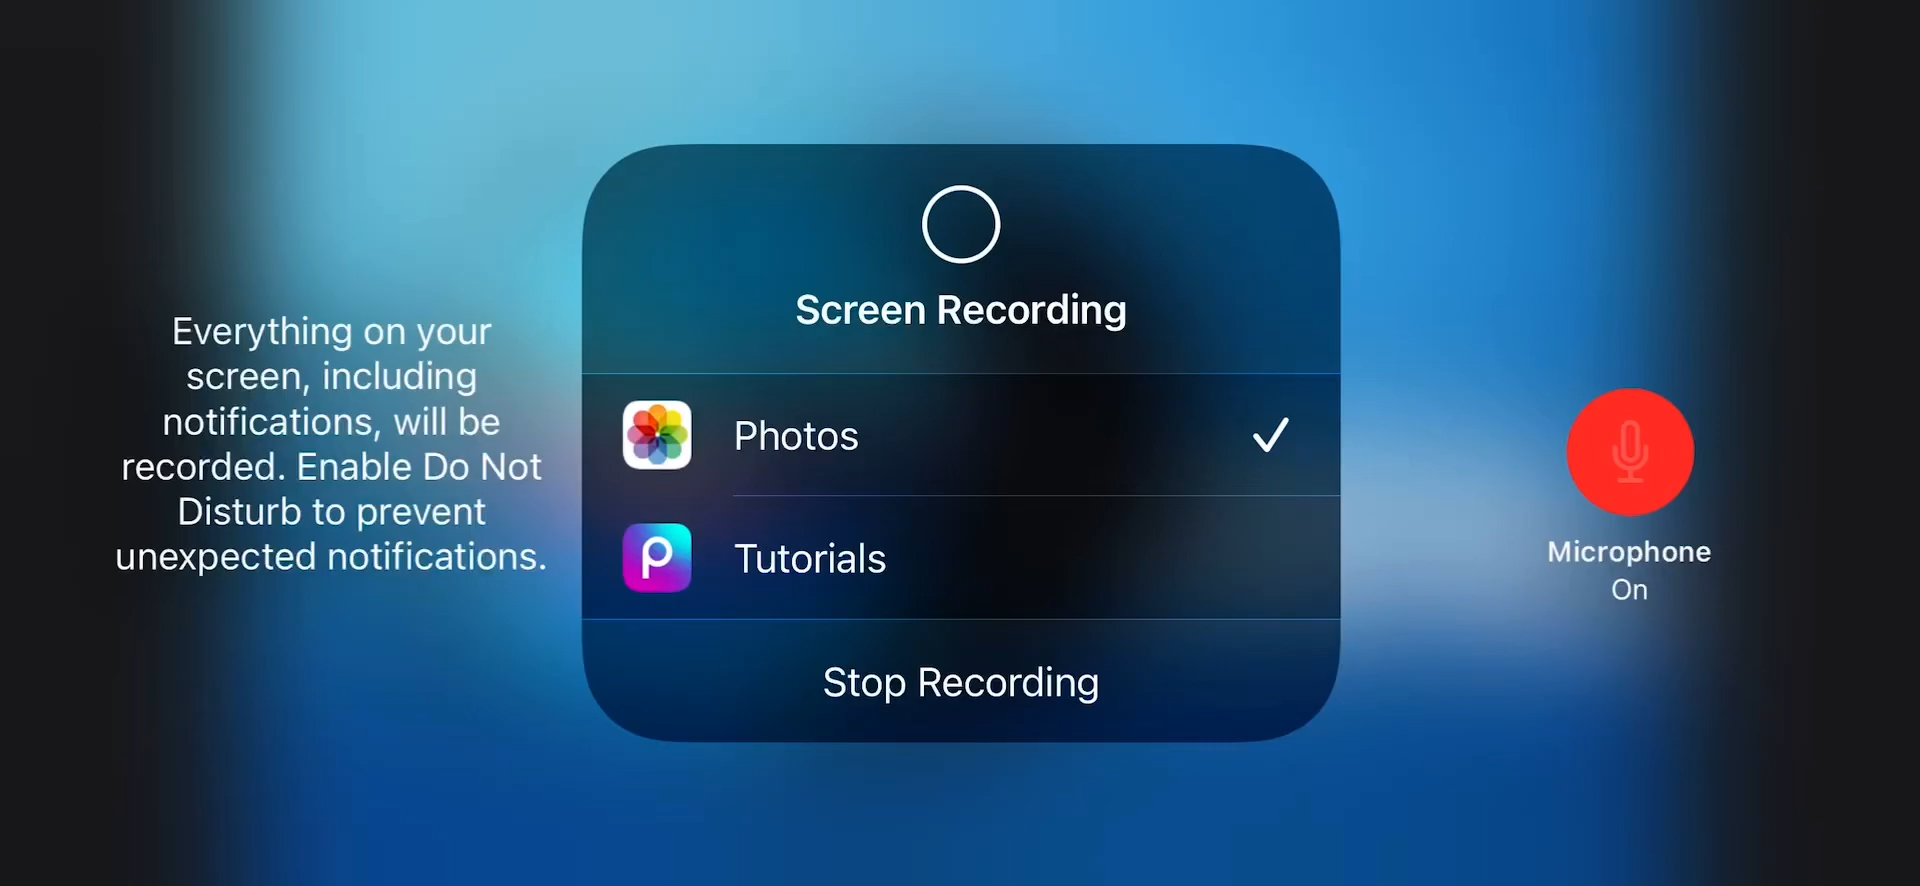 Everything on your
screen, including
notifications, will be
recorded. Enable Do Not
Disturb to prevent
unexpected notifications.
Screen Recording
Photos
Tutorials
Stop Recording
Microphone
On